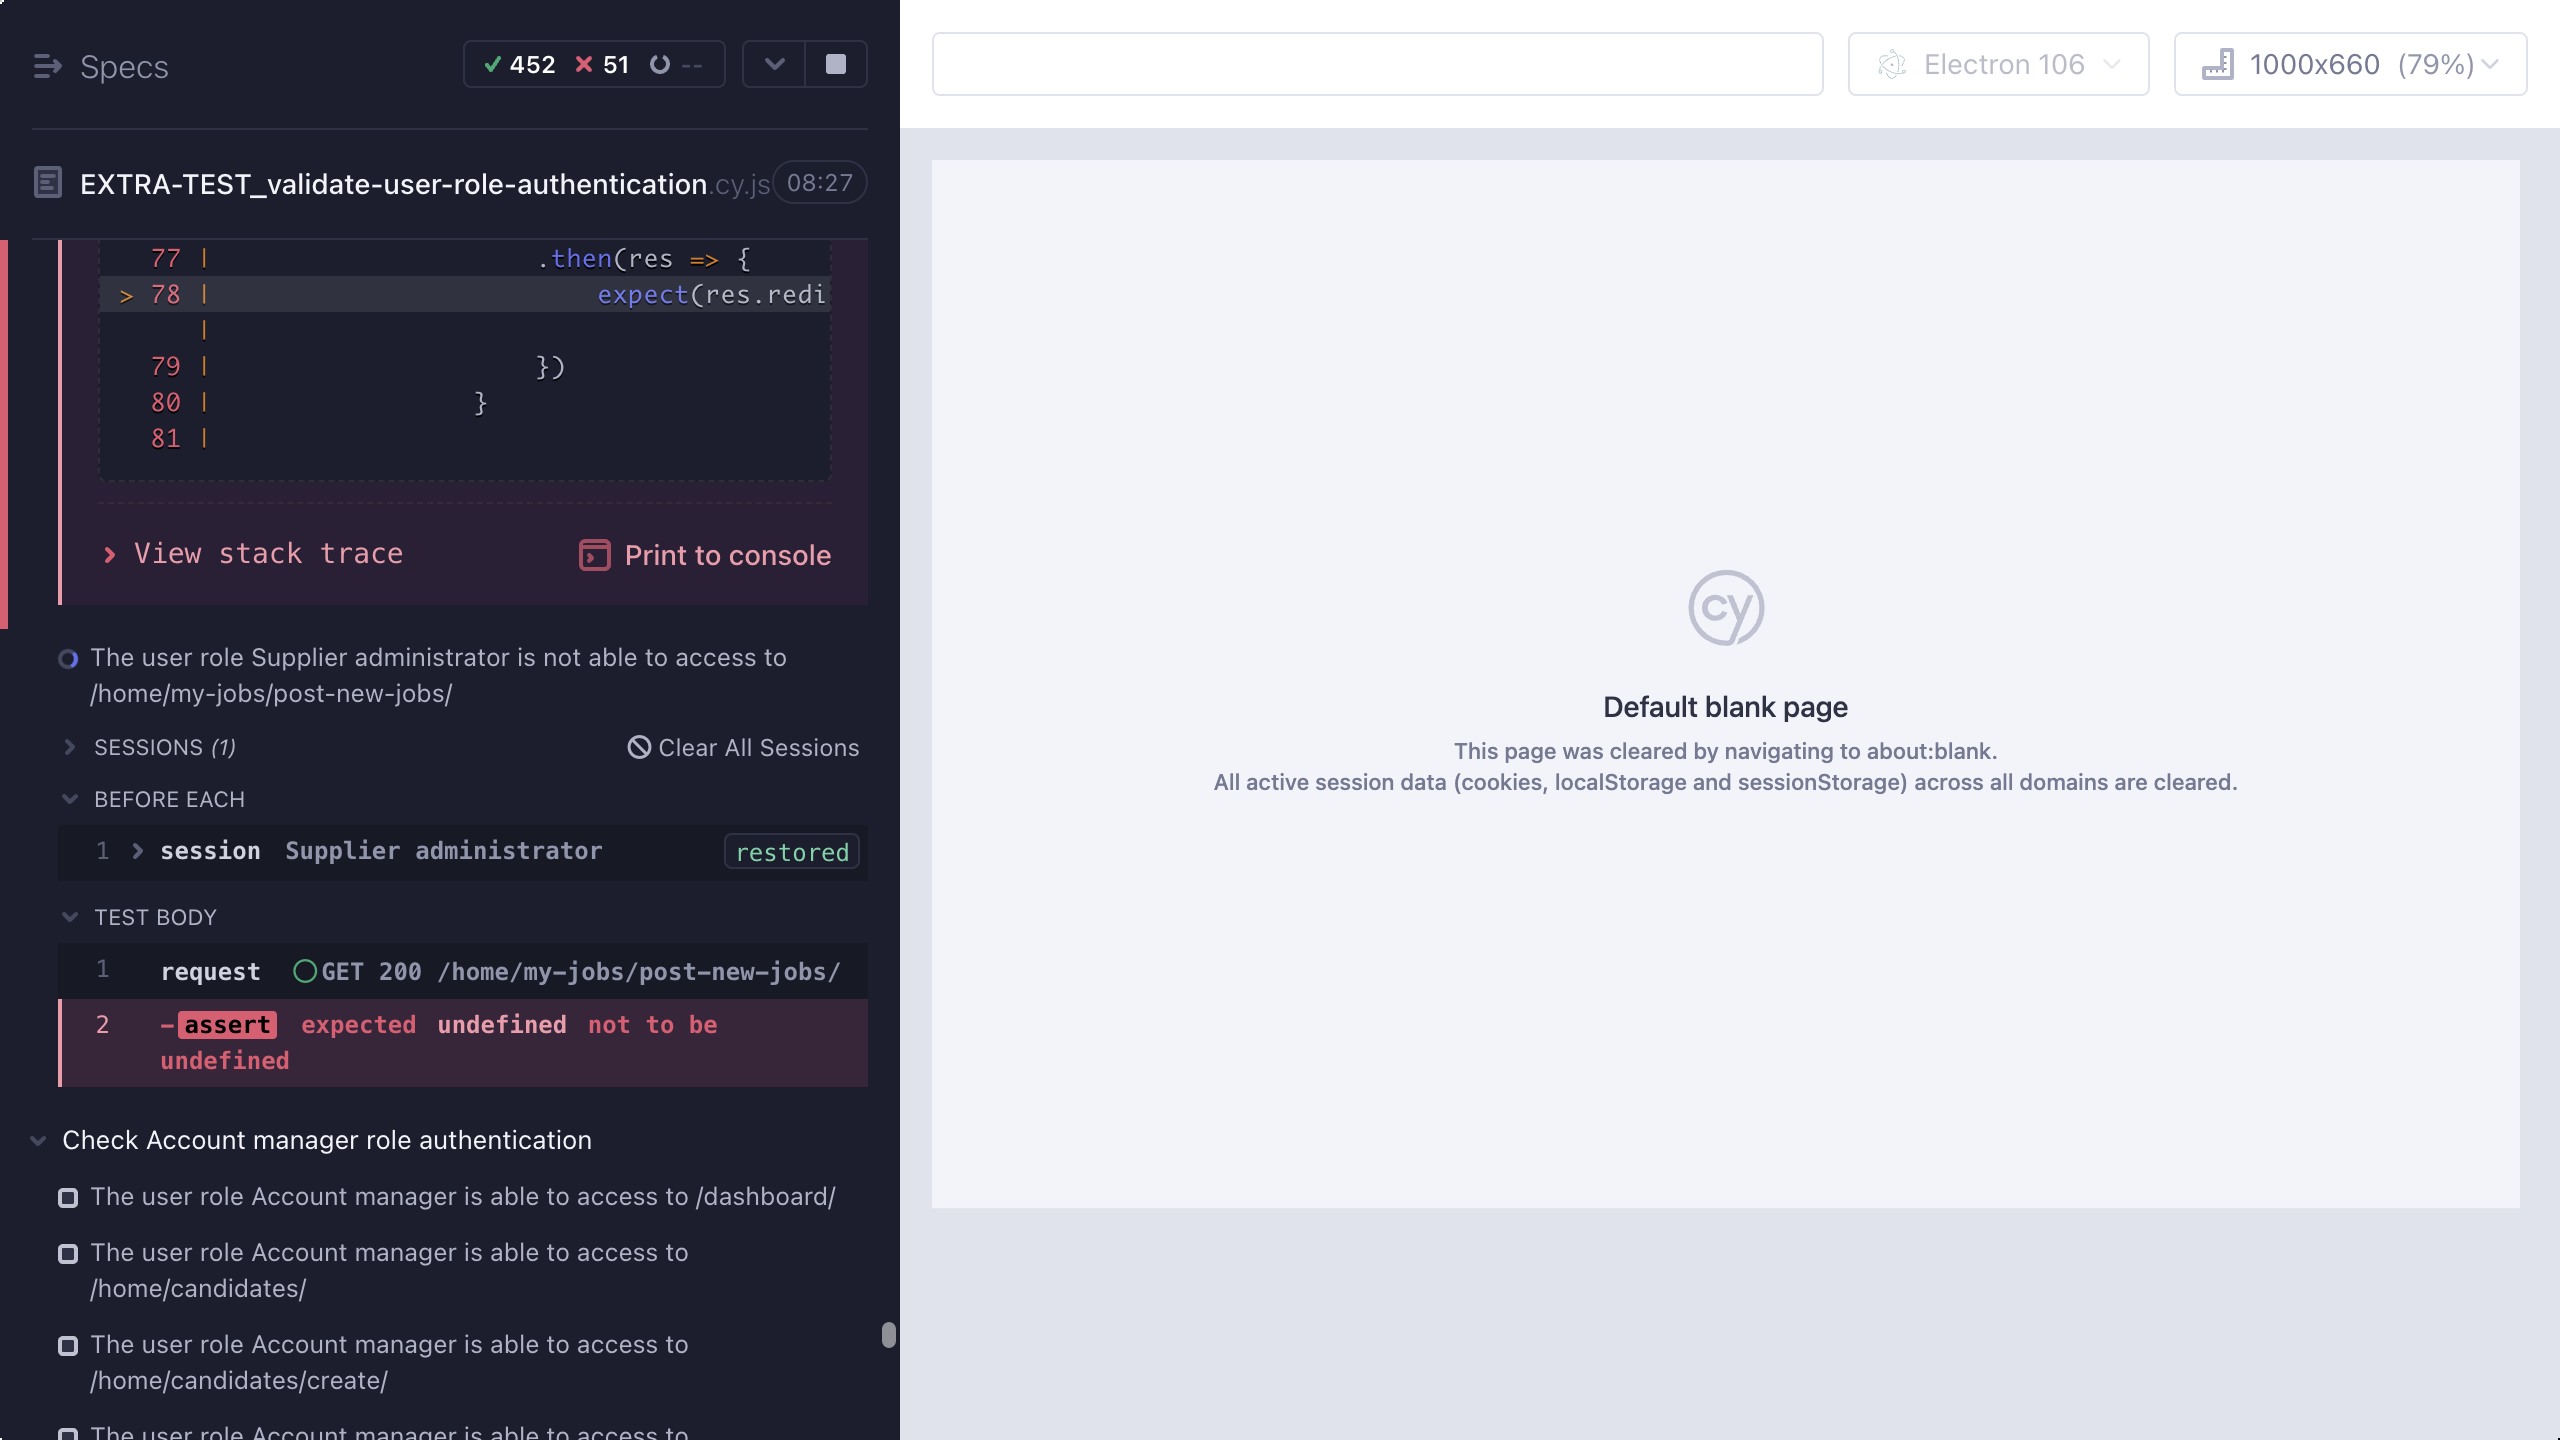 Specs
452 51 --
EXTRA-TEST_validate-user-role-authentication.cy.js 08:27
77 | .then(res => {
> 78 | expect(res.redi
|
79 | })
80 | }
81 |
View stack trace
Print to console
The user role Supplier administrator is not able to access to
/home/my-jobs/post-new-jobs/
SESSIONS (1)
Clear All Sessions
BEFORE EACH
1 session Supplier administrator restored
TEST BODY
1 request GET 200 /home/my-jobs/post-new-jobs/
2 -assert expected undefined not to be
undefined
Check Account manager role authentication
The user role Account manager is able to access to /dashboard/
The user role Account manager is able to access to
/home/candidates/
The user role Account manager is able to access to
/home/candidates/create/
The user role Account manager is able to access to
Electron 106
1000x660 (79%)
cy
Default blank page
This page was cleared by navigating to about:blank.
All active session data (cookies, localStorage and sessionStorage) across all domains are cleared.